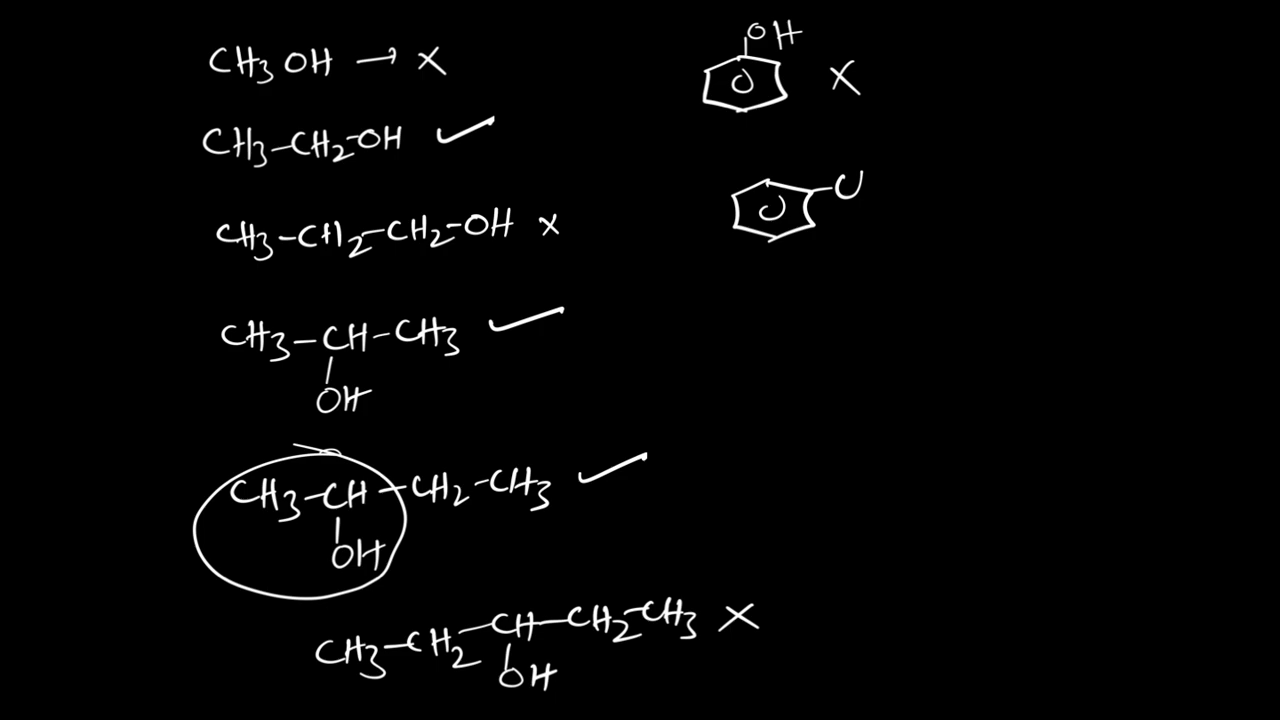 CH3OH → X
CH3-CH2-OH ✓
CH3-CH2-CH2-OH X
CH3-CH-CH3 ✓
OH
CH3-CH-CH2-CH3 ✓
OH
CH3-CH2-CH-CH2-CH3 X
OH
OH
X